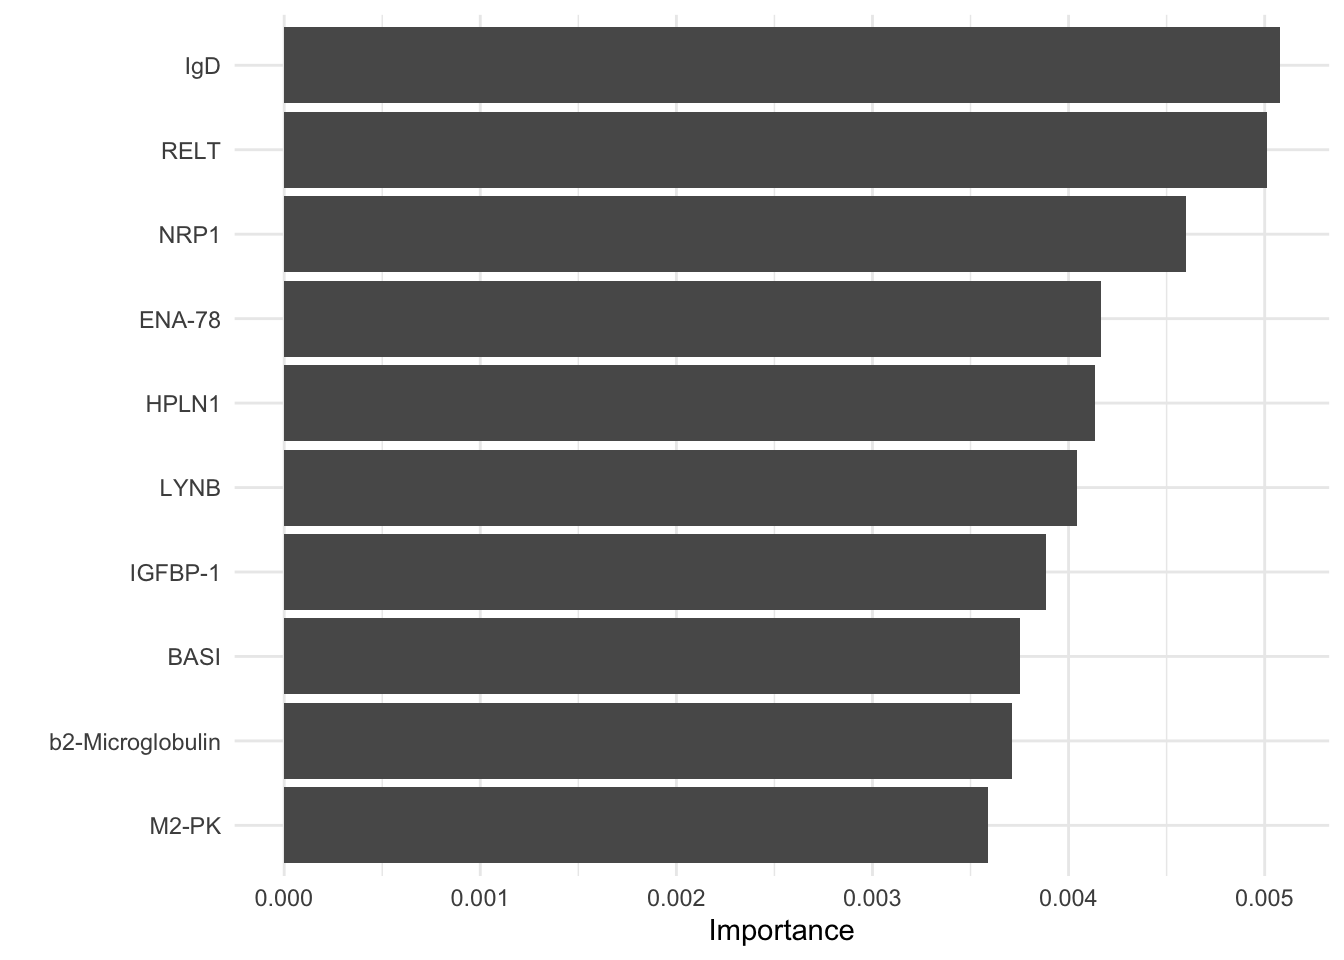 IgD
RELT
NRP1
ENA-78
HPLN1
LYNB
IGFBP-1
BASI
b2-Microglobulin
M2-PK
0.000 0.001 0.002 0.003 0.004 0.005
Importance